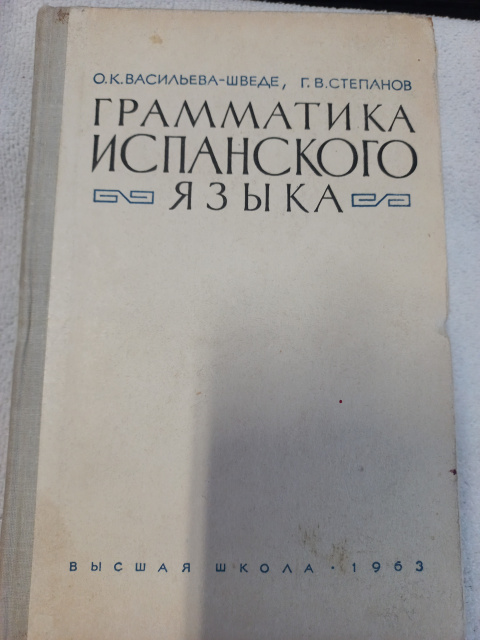 О.К.ВАСИЛЬЕВА-ШВЕДЕ, Г.В.СТЕПАНОВ
ГРАММАТИКА
ИСПАНСКОГО
ЯЗЫКА
ВЫСШАЯ ШКОЛА · 1963